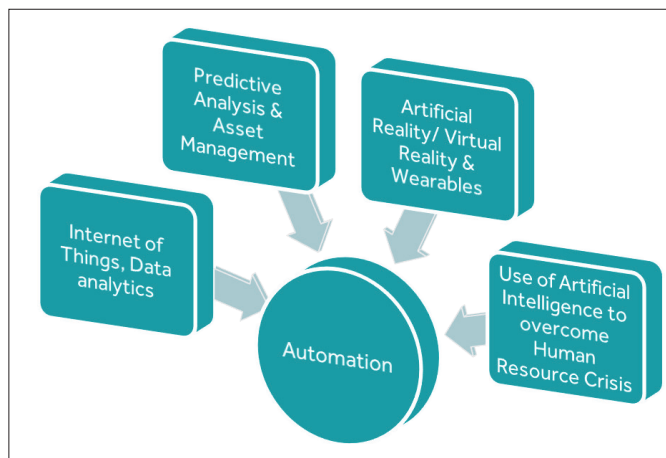 Predictive
Analysis &
Asset
Management
Artificial
Reality/ Virtual
Reality &
Wearables
Internet of
Things, Data
analytics
Use of Artificial
Intelligence to
overcome
Human
Resource Crisis
Automation